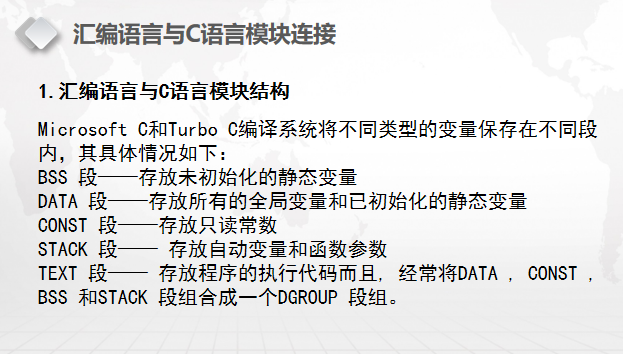 汇编语言与C语言模块连接
1.汇编语言与C语言模块结构
Microsoft C和Turbo C编译系统将不同类型的变量保存在不同段
内，其具体情况如下：
BSS 段——存放未初始化的静态变量
DATA 段——存放所有的全局变量和已初始化的静态变量
CONST 段——存放只读常数
STACK 段—— 存放自动变量和函数参数
TEXT 段—— 存放程序的执行代码而且, 经常将DATA , CONST ,
BSS 和STACK 段组合成一个DGROUP 段组。